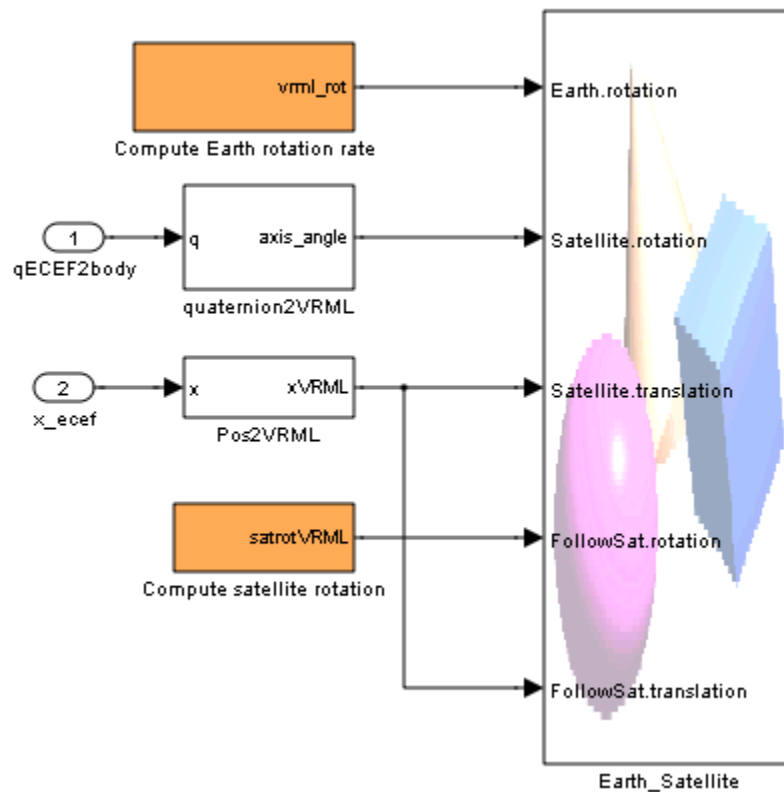 vrml_rot
Earth.rotation
Compute Earth rotation rate
1
q
axis_angle
Satellite.rotation
qECEF2body
quaternion2VRML
2
x
xVRML
Satellite.translation
x_ecef
Pos2VRML
satrotVRML
FollowSat.rotation
Compute satellite rotation
FollowSat.translation
Earth_Satellite